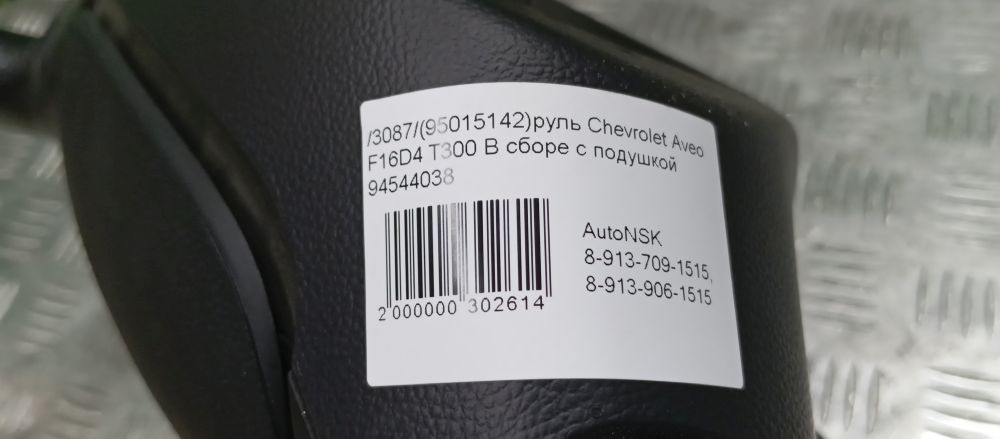 /3087/(95015142)руль Chevrolet Aveo
F16D4 T300 В сборе с подушкой
94544038
AutoNSK
8-913-709-1515,
8-913-906-1515
2 000000 302614